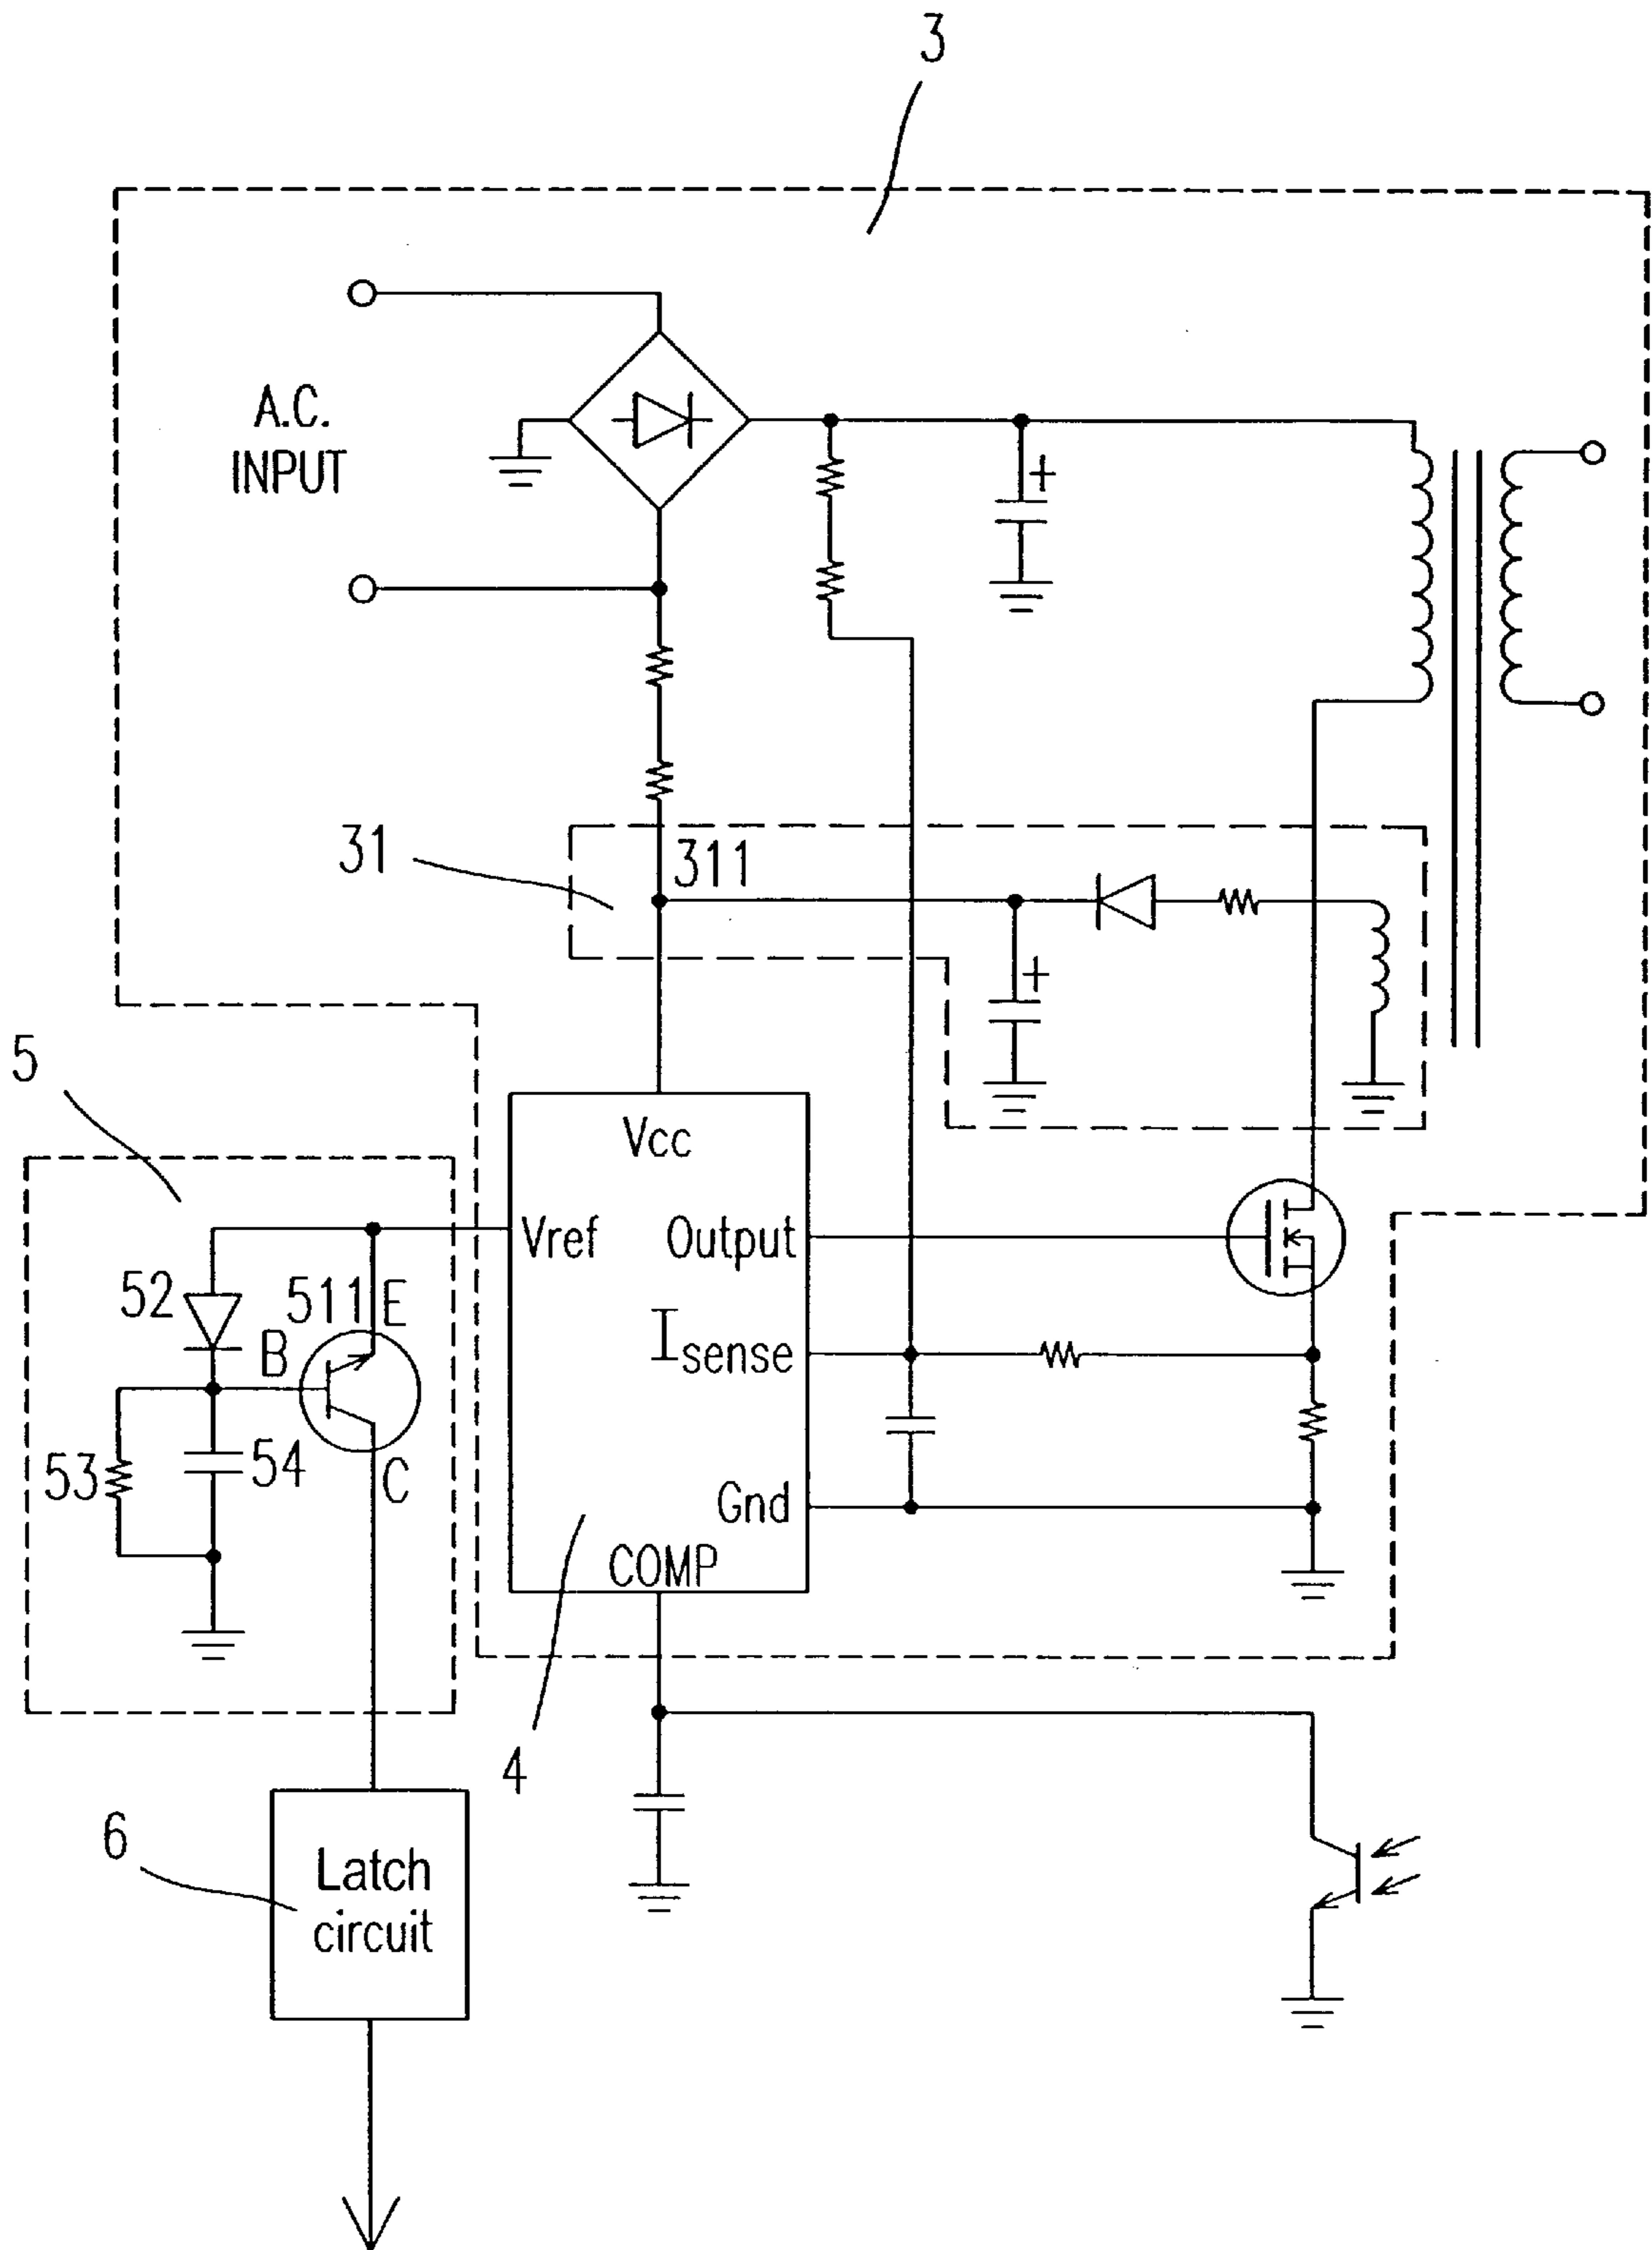 3
A.C.
INPUT
+
31
311
+
5
Vcc
Vref
Output
52
511
E
B
Isense
53
54
C
Gnd
COMP
4
6
Latch
circuit